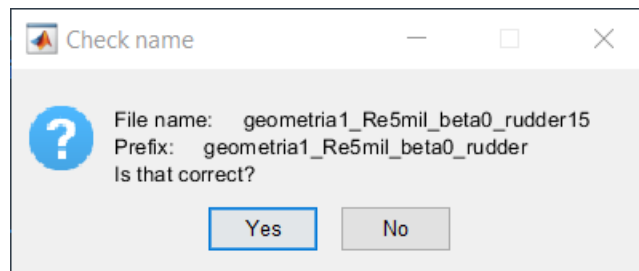 Check name
File name: geometria1_Re5mil_beta0_rudder15
Prefix: geometria1_Re5mil_beta0_rudder
Is that correct?
Yes No